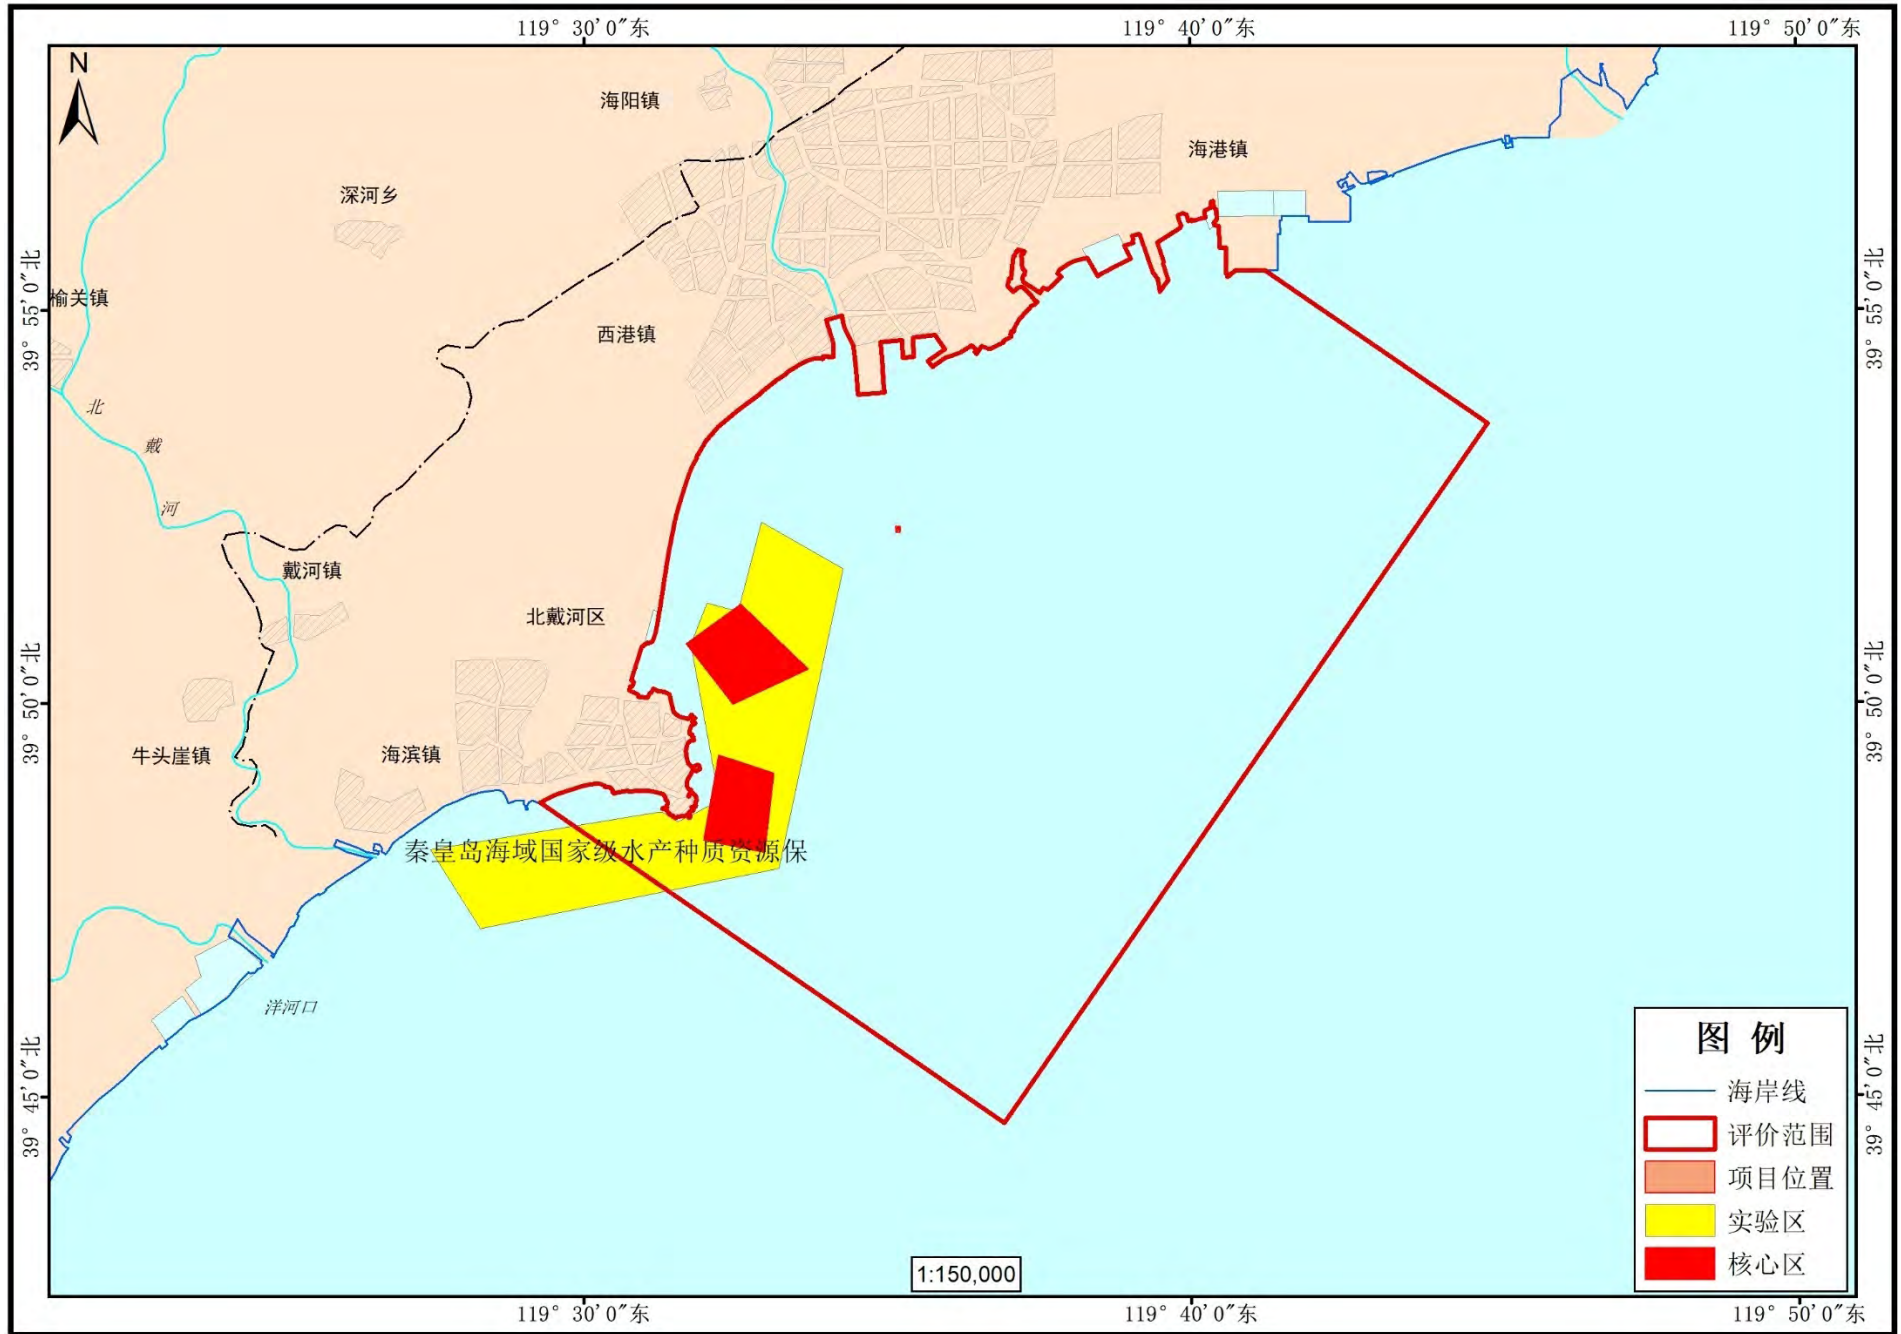 119° 30′0″东
119° 40′0″东
119° 50′0″东
N
海阳镇
海港镇
深河乡
39° 55′0″北
39° 55′0″北
榆关镇
西港镇
北
戴
河
戴河镇
北戴河区
39° 50′0″北
39° 50′0″北
牛头崖镇
海滨镇
秦皇岛海域国家级水产种质资源保
洋河口
39° 45′0″北
39° 45′0″北
图 例
海岸线
评价范围
项目位置
实验区
核心区
1:150,000
119° 30′0″东
119° 40′0″东
119° 50′0″东